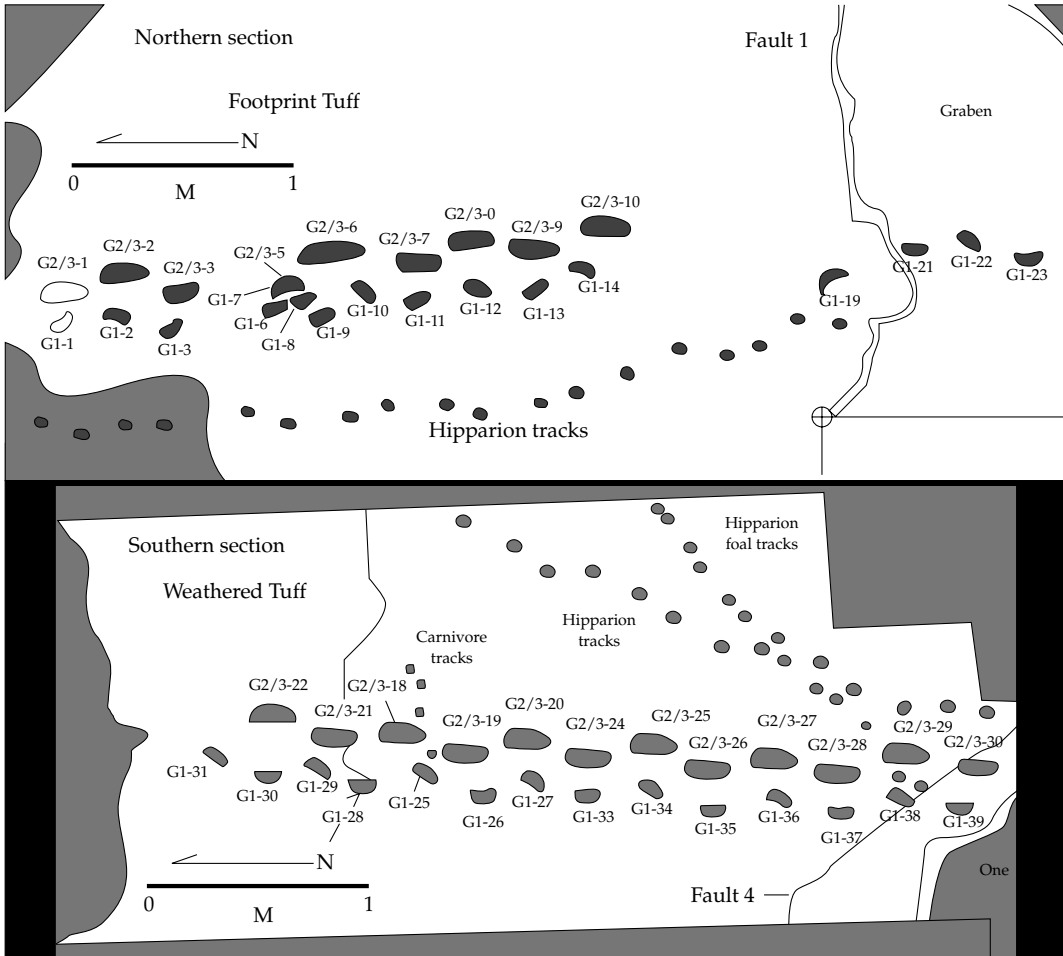 Northern section
Fault 1
Footprint Tuff
Graben
N
0
1
M
G2/3-10
G2/3-0
G2/3-6
G2/3-9
G2/3-7
G2/3-2
G2/3-5
G2/3-1
G2/3-3
G1-14
G1-21
G1-22
G1-23
G1-7
G1-19
G1-10
G1-12
G1-13
G1-11
G1-6
G1-9
G1-8
G1-1
G1-2
G1-3
Hipparion tracks
Southern section
Hipparion
foal tracks
Weathered Tuff
Hipparion
tracks
Carnivore
tracks
G2/3-22
G2/3-18
G2/3-21
G2/3-19
G2/3-20
G2/3-24
G2/3-25
G2/3-26
G2/3-27
G2/3-28
G2/3-29
G2/3-30
G1-31
G1-30
G1-29
G1-28
G1-25
G1-26
G1-27
G1-33
G1-34
G1-35
G1-36
G1-37
G1-38
G1-39
N
0
1
M
Fault 4
One